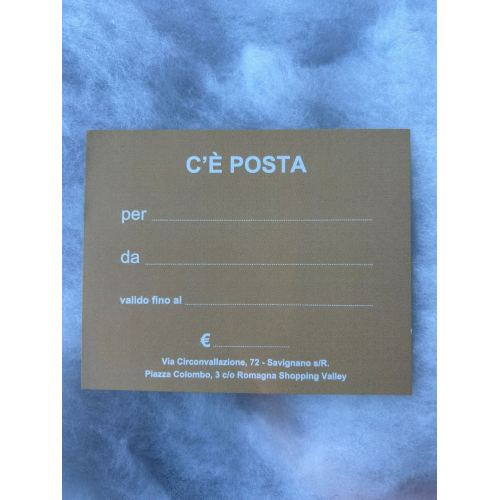 C'È POSTA
per ................................................................
da ................................................................
valido fino al ......................................................
€ ......................
Via Circonvallazione, 72 - Savignano s/R.
Piazza Colombo, 3 c/o Romagna Shopping Valley